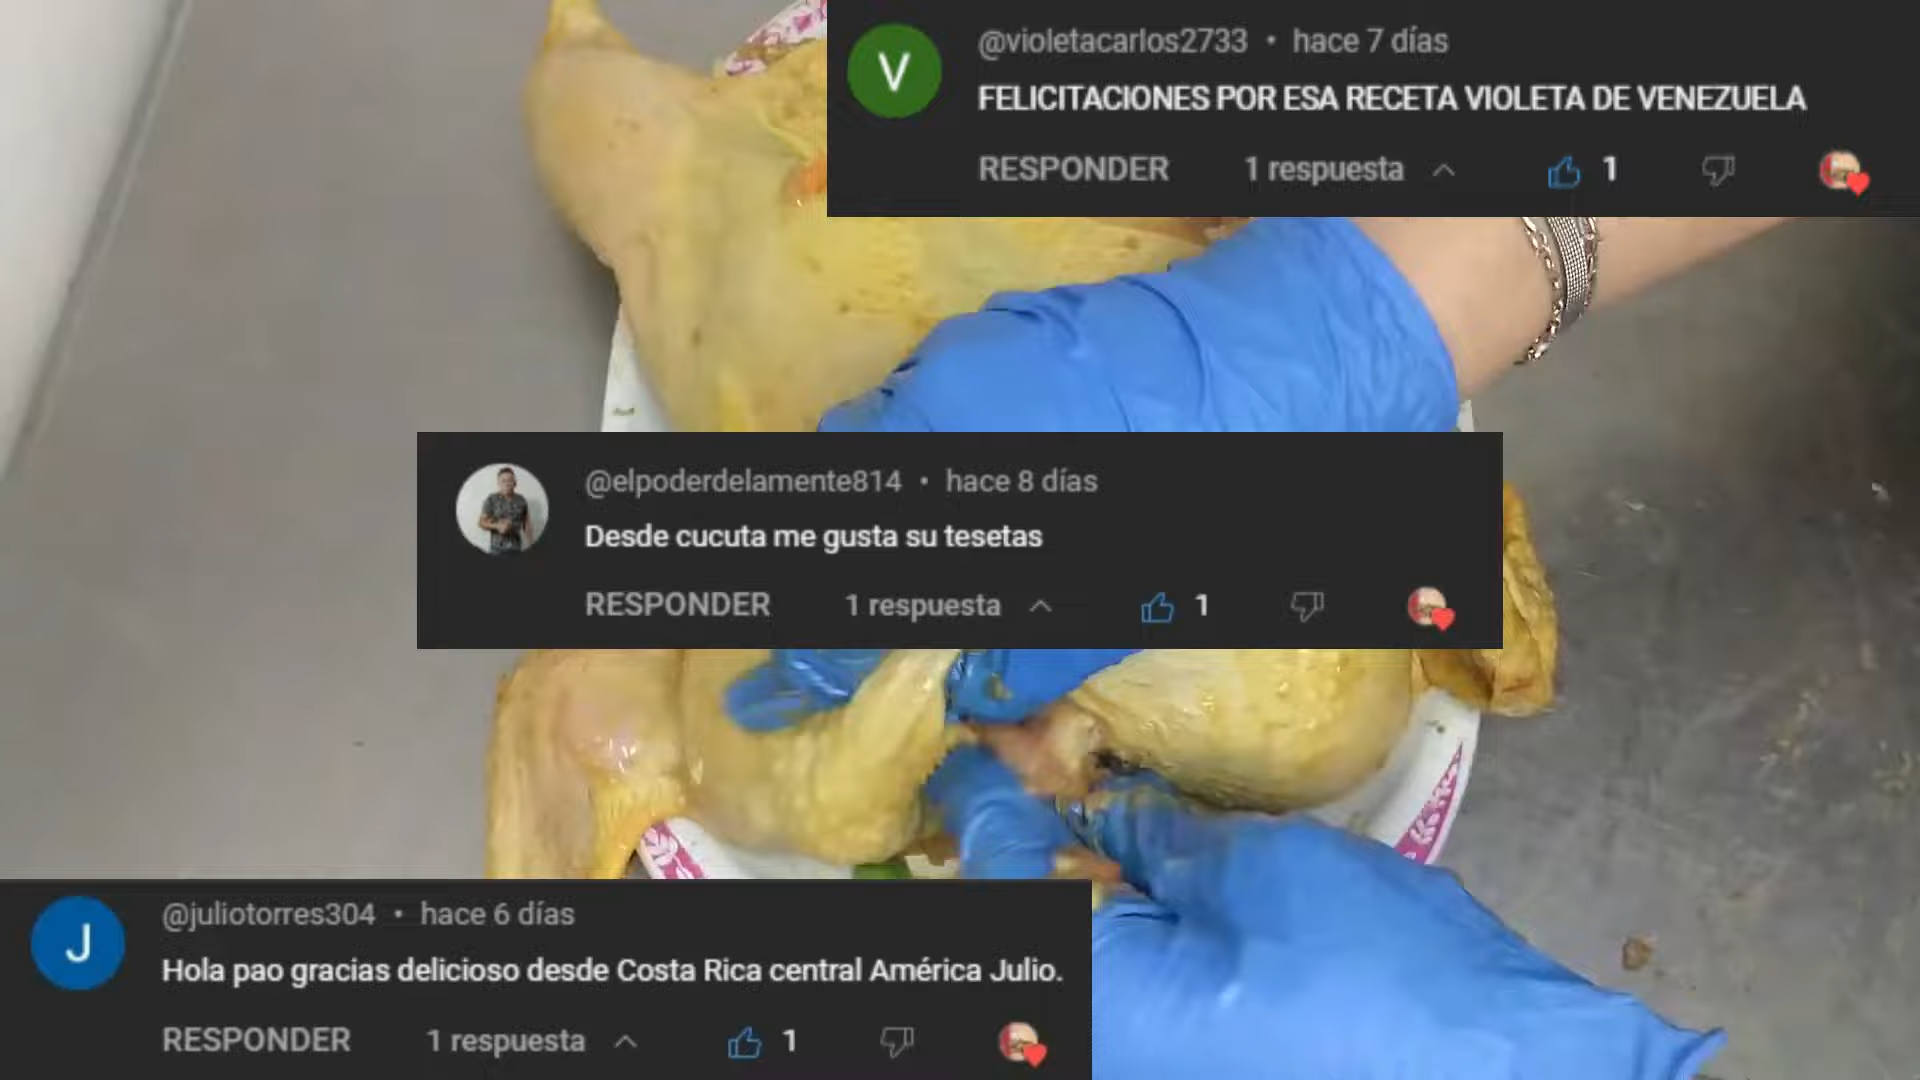 V
@violetacarlos2733 • hace 7 días
FELICITACIONES POR ESA RECETA VIOLETA DE VENEZUELA
RESPONDER 1 respuesta 1
@elpoderdelamente814 • hace 8 días
Desde cucuta me gusta su tesetas
RESPONDER 1 respuesta 1
J
@juliotorres304 • hace 6 días
Hola pao gracias delicioso desde Costa Rica central América Julio.
RESPONDER 1 respuesta 1